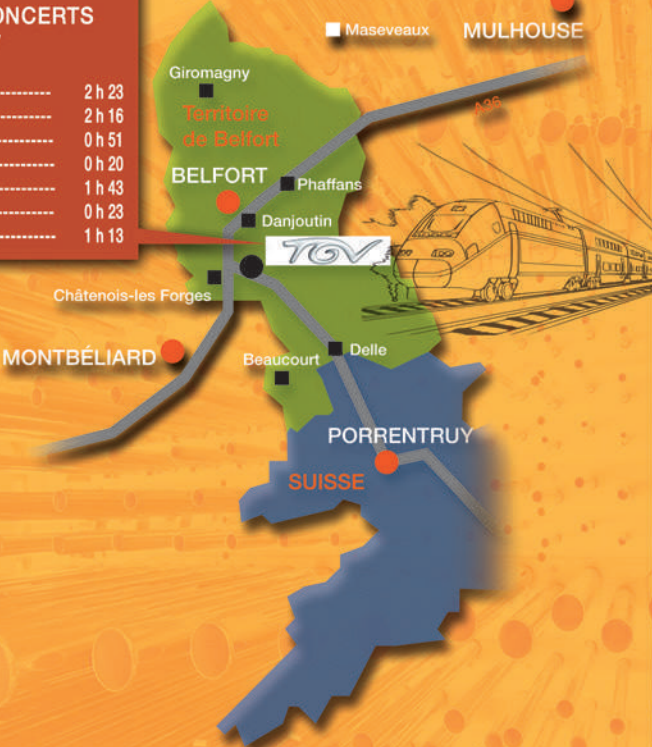 ONCERTS
2 h 23
2 h 16
0 h 51
0 h 20
1 h 43
0 h 23
1 h 13
Maseveaux
MULHOUSE
Giromagny
A36
Territoire
de Belfort
BELFORT
Phaffans
Danjoutin
TGV
Châtenois-les Forges
MONTBÉLIARD
Beaucourt
Delle
PORRENTRUY
SUISSE